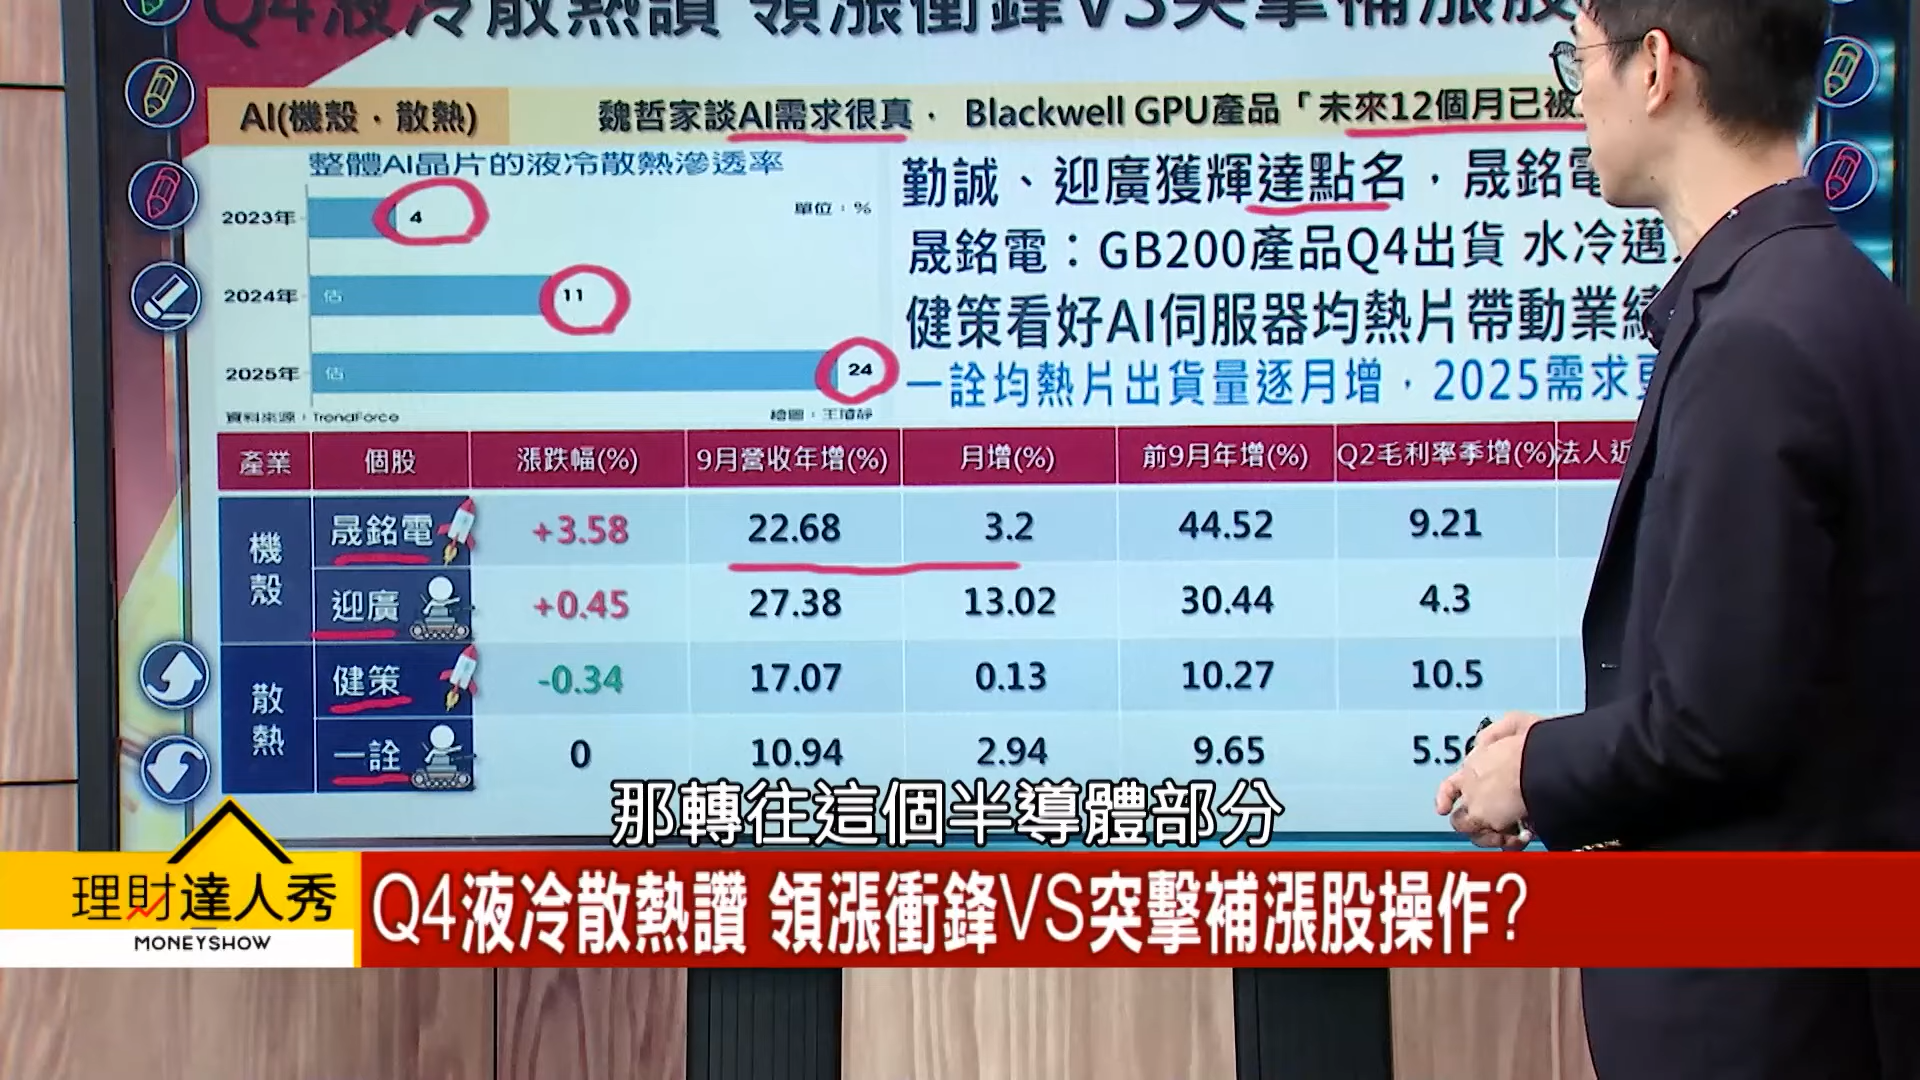 Q4液冷散熱讚 領漲衝鋒VS突擊補漲股
AI(機殼·散熱)
魏哲家談AI需求很真， Blackwell GPU產品「未來12個月已被
整體AI晶片的液冷散熱滲透率
單位：%
2023年 4
2024年 估 11
2025年 估 24
資料來源：TrendForce
繪圖：王璿靜
勤誠、迎廣獲輝達點名，晟銘電
晟銘電：GB200產品Q4出貨 水冷邁
健策看好AI伺服器均熱片帶動業績
一詮均熱片出貨量逐月增，2025需求
產業 個股 漲跌幅(%) 9月營收年增(%) 月增(%) 前9月年增(%) Q2毛利率季增(%) 法人近
機殼 晟銘電 +3.58 22.68 3.2 44.52 9.21
迎廣 +0.45 27.38 13.02 30.44 4.3
散熱 健策 -0.34 17.07 0.13 10.27 10.5
一詮 0 10.94 2.94 9.65 5.56
那轉往這個半導體部分
理財達人秀
MONEYSHOW
Q4液冷散熱讚 領漲衝鋒VS突擊補漲股操作?